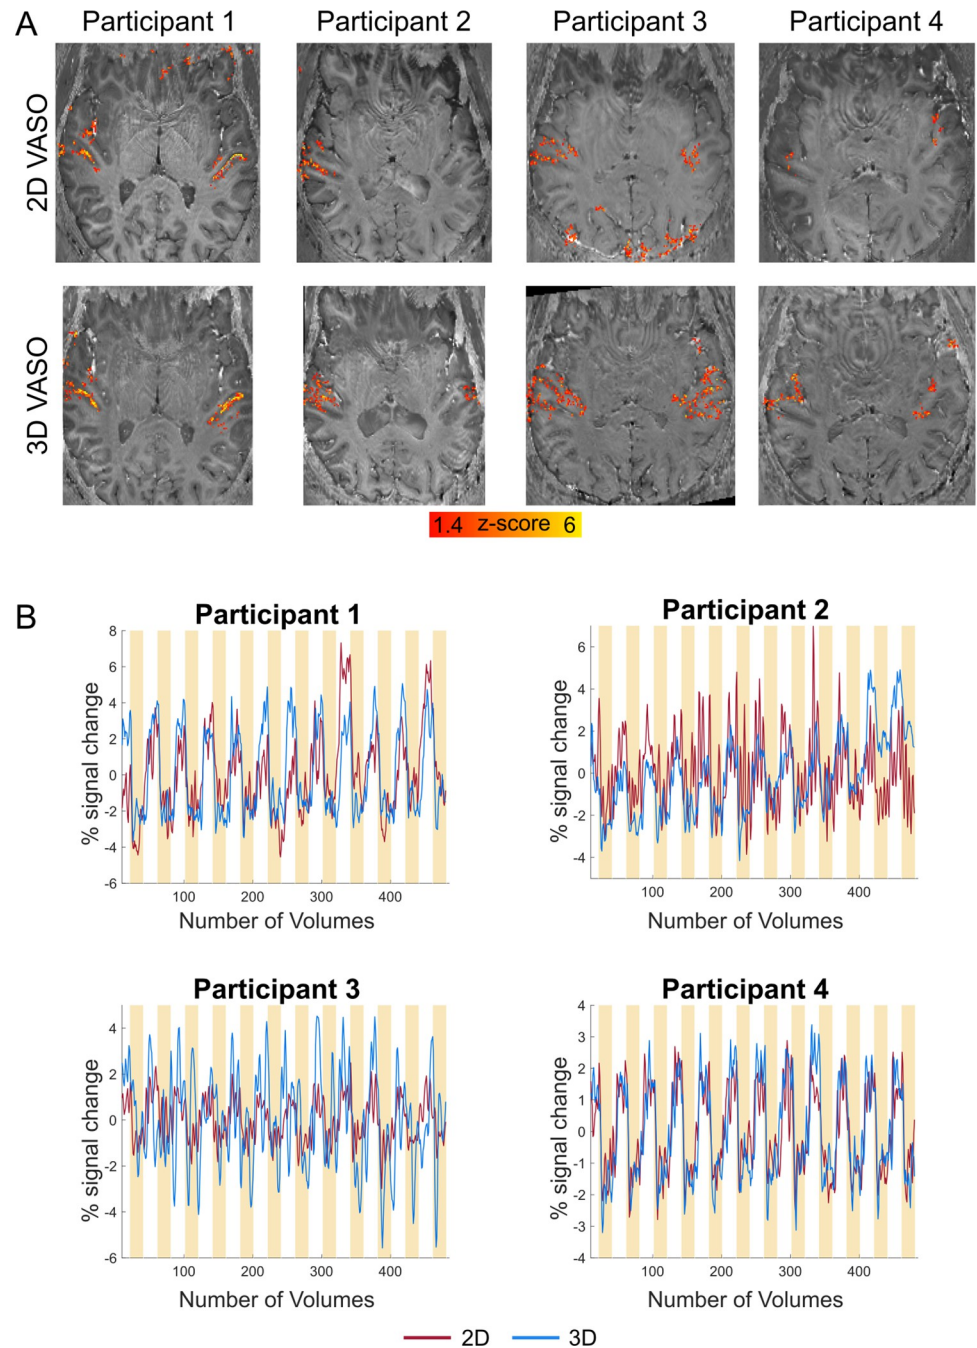 A
Participant 1
Participant 2
Participant 3
Participant 4
2D VASO
3D VASO
1.4 z-score 6
B
Participant 1
% signal change
8
6
4
2
0
-2
-4
-6
100
200
300
400
Number of Volumes
Participant 2
% signal change
6
4
2
0
-2
-4
100
200
300
400
Number of Volumes
Participant 3
% signal change
4
2
0
-2
-4
-6
100
200
300
400
Number of Volumes
Participant 4
% signal change
4
3
2
1
0
-1
-2
-3
-4
100
200
300
400
Number of Volumes
2D
3D